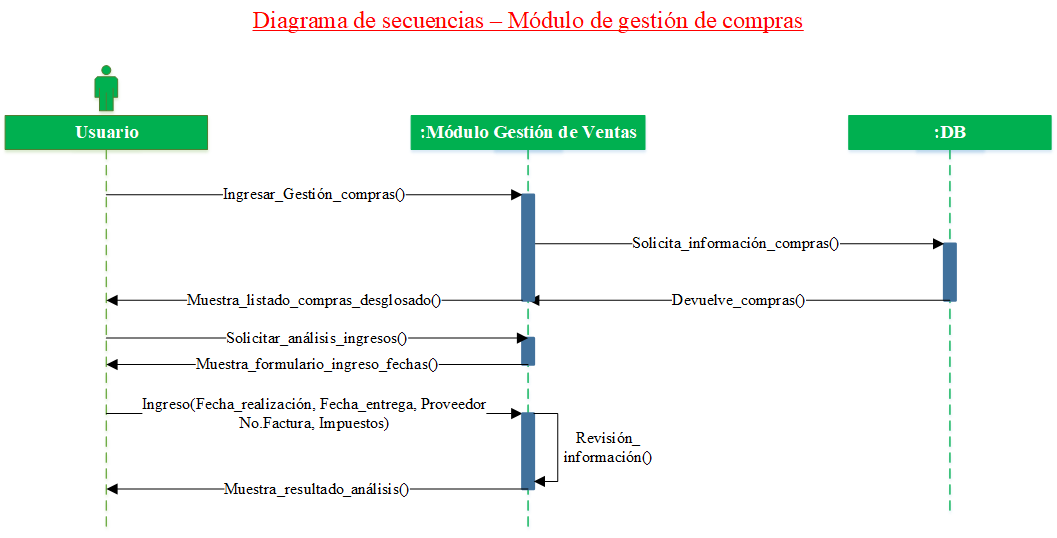 Diagrama de secuencias – Módulo de gestión de compras
Usuario
:Módulo Gestión de Ventas
:DB
Ingresar_Gestión_compras()
Solicita_información_compras()
Muestra_listado_compras_desglosado()
Devuelve_compras()
Solicitar_análisis_ingresos()
Muestra_formulario_ingreso_fechas()
Ingreso(Fecha_realización, Fecha_entrega, Proveedor
No.Factura, Impuestos)
Revisión_
información()
Muestra_resultado_análisis()